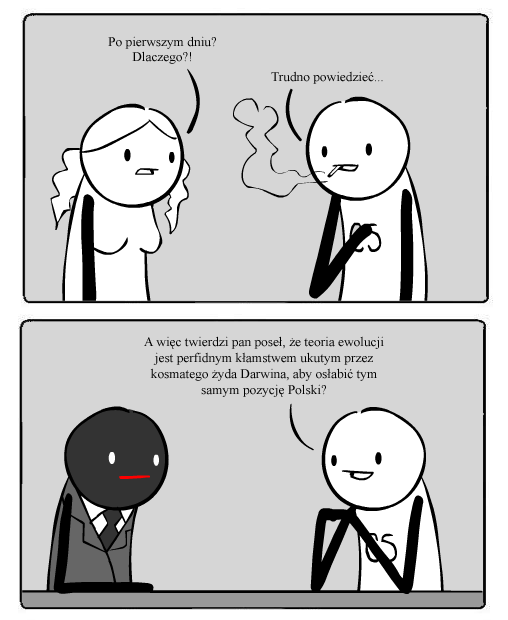 Po pierwszym dniu?
Dlaczego?!
Trudno powiedzieć...
A więc twierdzi pan poseł, że teoria ewolucji
jest perfidnym kłamstwem ukutym przez
kosmatego żyda Darwina, aby osłabić tym
samym pozycję Polski?